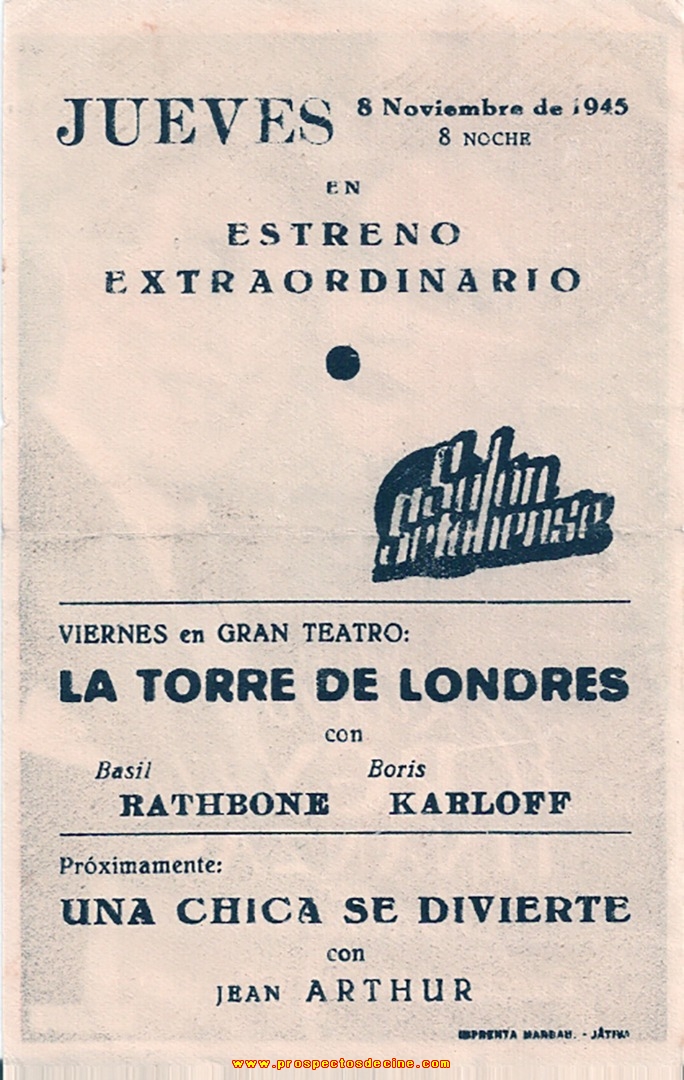 JUEVES 8 Noviembre de 1945
8 NOCHE
EN
ESTRENO
EXTRAORDINARIO
Salón
Setabense
VIERNES en GRAN TEATRO:
LA TORRE DE LONDRES
con
Basil Boris
RATHBONE KARLOFF
Próximamente:
UNA CHICA SE DIVIERTE
con
JEAN ARTHUR
IMPRENTA MARBAU. - JÁTIVA
www.prospectosdecine.com